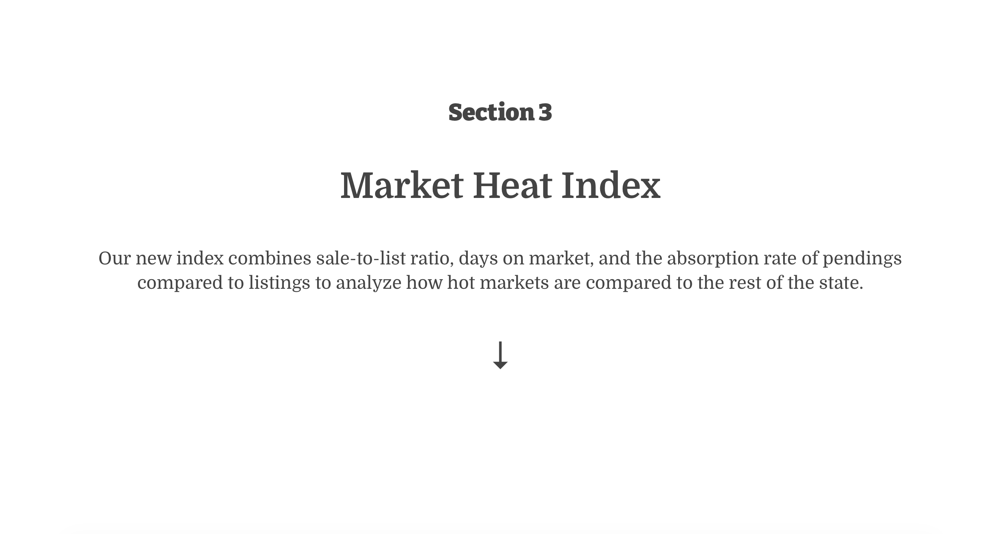 Section 3
Market Heat Index
Our new index combines sale-to-list ratio, days on market, and the absorption rate of pendings
compared to listings to analyze how hot markets are compared to the rest of the state.